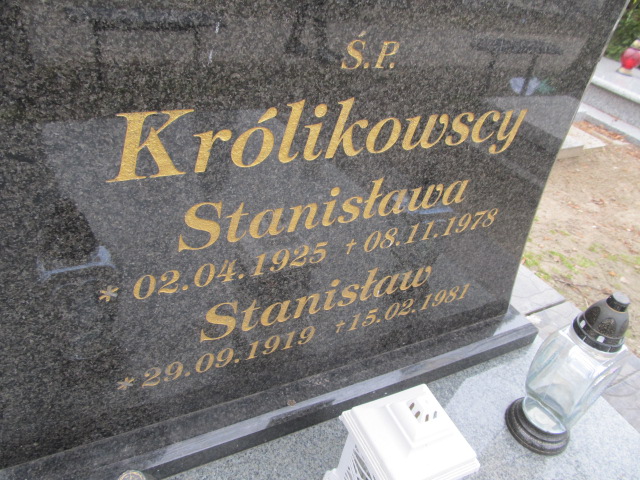 Ś.P.
Królikowscy
Stanisława
* 02.04.1925 † 08.11.1978
Stanisław
* 29.09.1919 † 15.02.1981